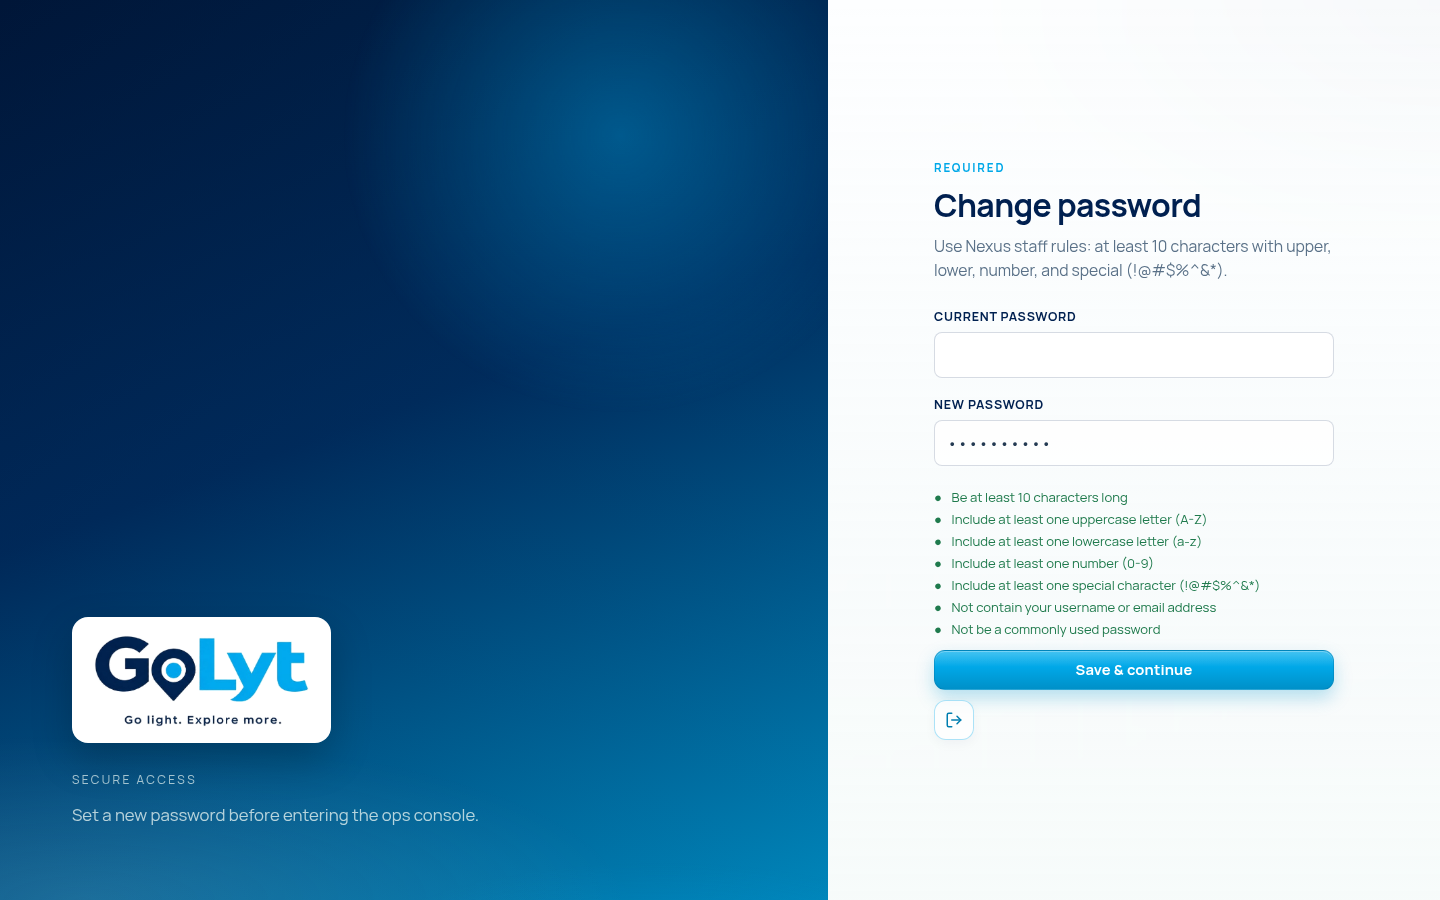 GoLyt
Go light. Explore more.
SECURE ACCESS
Set a new password before entering the ops console.
REQUIRED
Change password
Use Nexus staff rules: at least 10 characters with upper,
lower, number, and special (!@#$%^&*).
CURRENT PASSWORD
NEW PASSWORD
••••••••••
• Be at least 10 characters long
• Include at least one uppercase letter (A-Z)
• Include at least one lowercase letter (a-z)
• Include at least one number (0-9)
• Include at least one special character (!@#$%^&*)
• Not contain your username or email address
• Not be a commonly used password
Save & continue